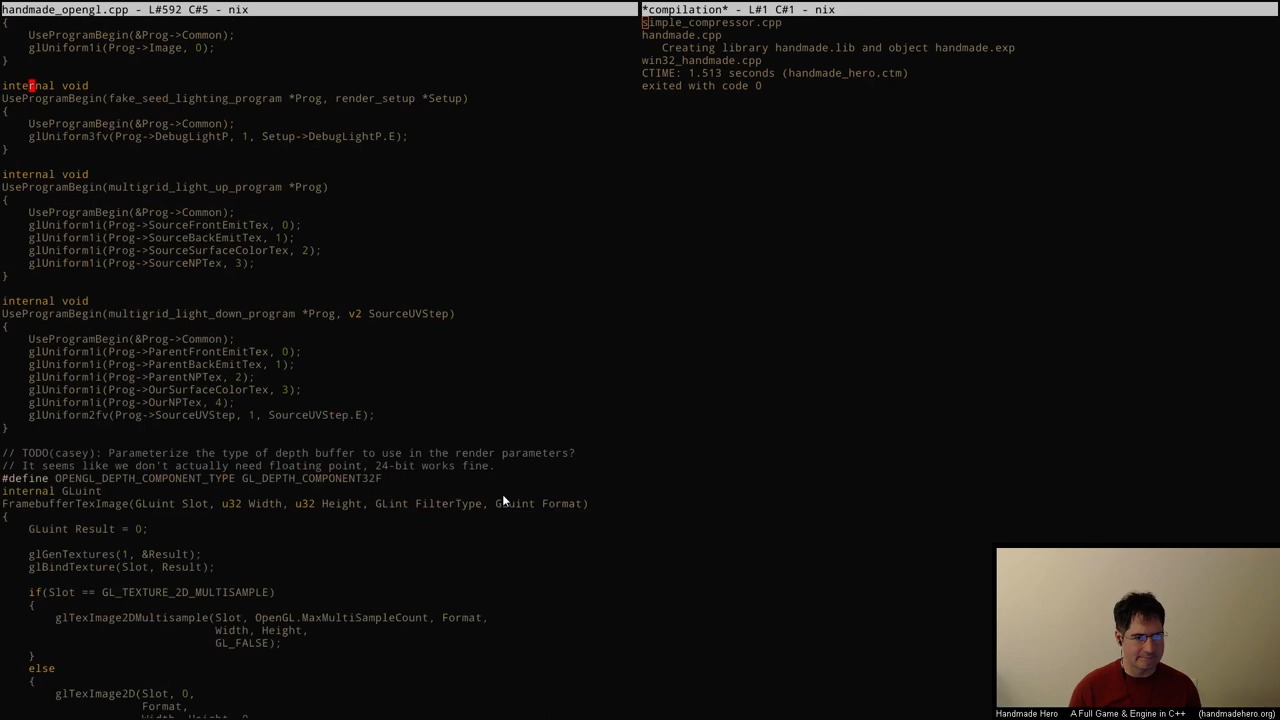 handmade_opengl.cpp - L#592 C#5 - nix
{
    UseProgramBegin(&Prog->Common);
    glUniform1i(Prog->Image, 0);
}
internal void
UseProgramBegin(fake_seed_lighting_program *Prog, render_setup *Setup)
{
    UseProgramBegin(&Prog->Common);
    glUniform3fv(Prog->DebugLightP, 1, Setup->DebugLightP.E);
}
internal void
UseProgramBegin(multigrid_light_up_program *Prog)
{
    UseProgramBegin(&Prog->Common);
    glUniform1i(Prog->SourceFrontEmitTex, 0);
    glUniform1i(Prog->SourceBackEmitTex, 1);
    glUniform1i(Prog->SourceSurfaceColorTex, 2);
    glUniform1i(Prog->SourceNPTex, 3);
}
internal void
UseProgramBegin(multigrid_light_down_program *Prog, v2 SourceUVStep)
{
    UseProgramBegin(&Prog->Common);
    glUniform1i(Prog->ParentFrontEmitTex, 0);
    glUniform1i(Prog->ParentBackEmitTex, 1);
    glUniform1i(Prog->ParentNPTex, 2);
    glUniform1i(Prog->OurSurfaceColorTex, 3);
    glUniform1i(Prog->OurNPTex, 4);
    glUniform2fv(Prog->SourceUVStep, 1, SourceUVStep.E);
}
// TODO(casey): Parameterize the type of depth buffer to use in the render parameters?
// It seems like we don't actually need floating point, 24-bit works fine.
#define OPENGL_DEPTH_COMPONENT_TYPE GL_DEPTH_COMPONENT32F
internal GLuint
FramebufferTexImage(GLuint Slot, u32 Width, u32 Height, GLint FilterType, GLuint Format)
{
    GLuint Result = 0;
    glGenTextures(1, &Result);
    glBindTexture(Slot, Result);
    if(Slot == GL_TEXTURE_2D_MULTISAMPLE)
    {
        glTexImage2DMultisample(Slot, OpenGL.MaxMultiSampleCount, Format,
                                Width, Height,
                                GL_FALSE);
    }
    else
    {
        glTexImage2D(Slot, 0,
                     Format,
                     Width, Height, 0,
*compilation* - L#1 C#1 - nix
simple_compressor.cpp
handmade.cpp
   Creating library handmade.lib and object handmade.exp
win32_handmade.cpp
CTIME: 1.513 seconds (handmade_hero.ctm)
exited with code 0
Handmade Hero    A Full Game & Engine in C++    (handmadehero.org)